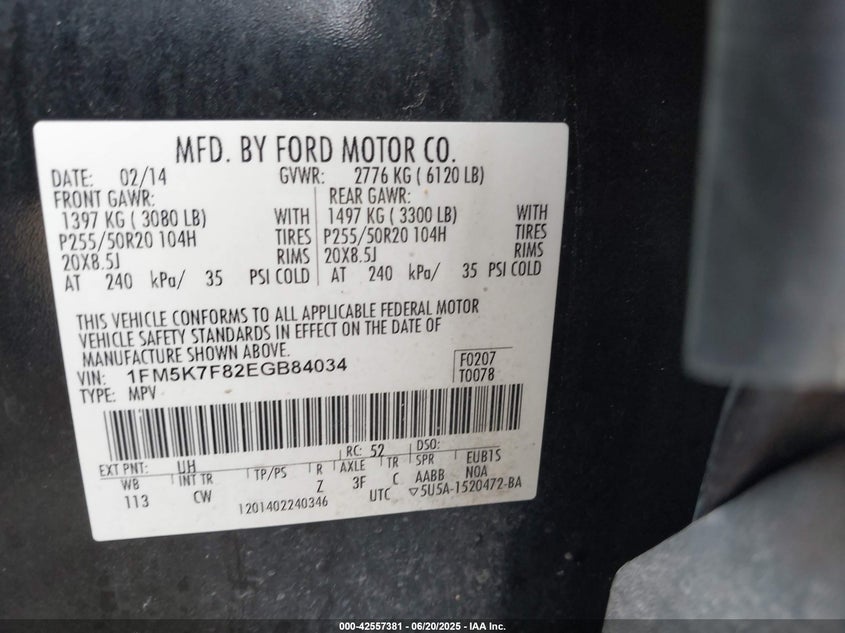 MFD. BY FORD MOTOR CO.
DATE: 02/14 GVWR: 2776 KG ( 6120 LB)
FRONT GAWR: REAR GAWR:
1397 KG ( 3080 LB) WITH 1497 KG ( 3300 LB) WITH
P255/50R20 104H TIRES P255/50R20 104H TIRES
20X8.5J RIMS 20X8.5J RIMS
AT 240 kPa/ 35 PSI COLD AT 240 kPa/ 35 PSI COLD
THIS VEHICLE CONFORMS TO ALL APPLICABLE FEDERAL MOTOR
VEHICLE SAFETY STANDARDS IN EFFECT ON THE DATE OF
MANUFACTURE SHOWN ABOVE.
VIN: 1FM5K7F82EGB84034 F0207
TYPE: MPV T0078
EXT PNT: UH RC: 52 DSO:
WB INT TR TP/PS R AXLE TR SPR EUB1S
113 CW Z 3F C AABB N0A
1201402240346 UTC ▽5U5A-1520472-BA
000-42557381 - 06/20/2025 - IAA Inc.